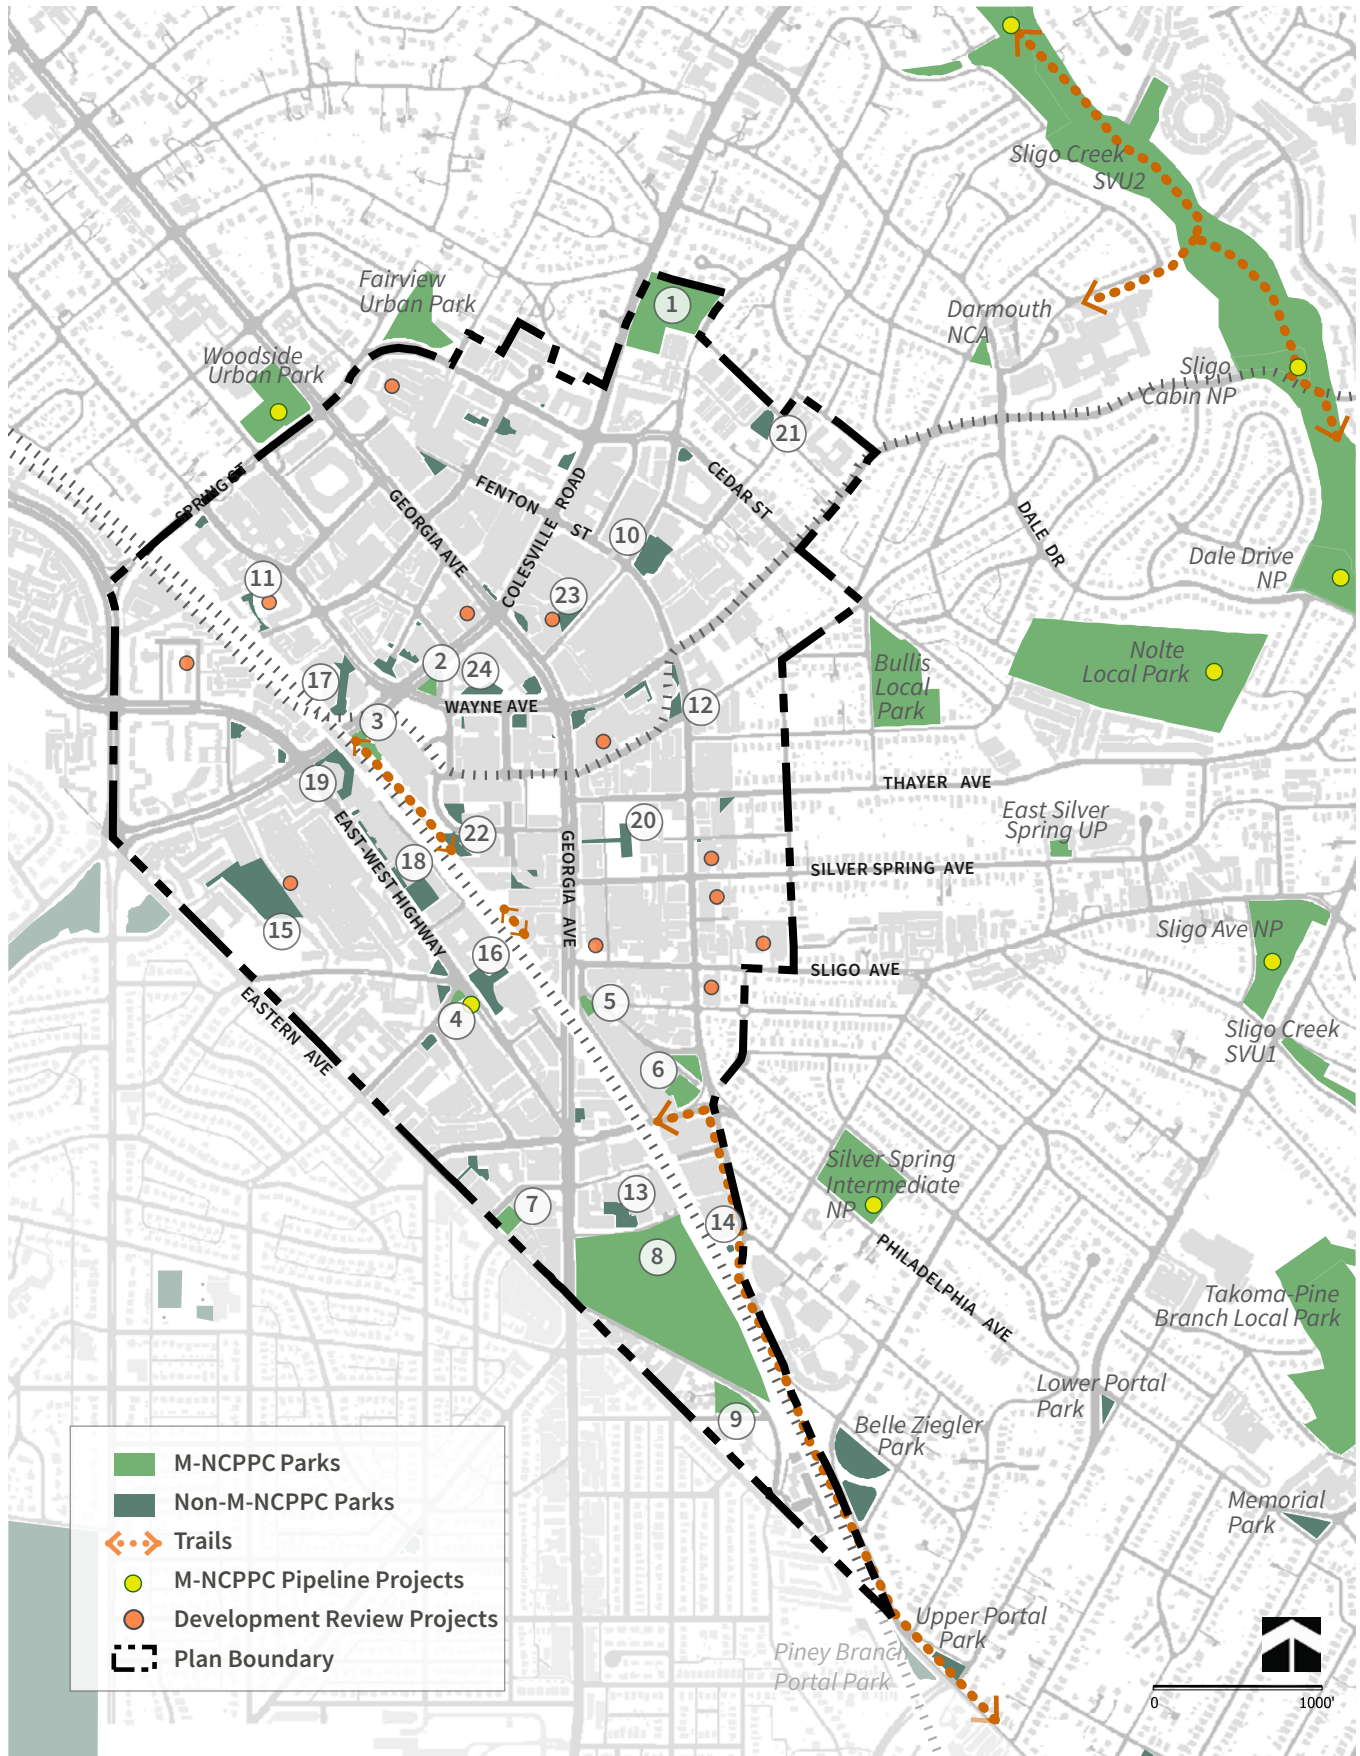 Sligo Creek
SVU2
Fairview
Urban Park
1
Darmouth
NCA
Woodside
Urban Park
Sligo
Cabin NP
21
SPRING ST
GEORGIA AVE
FENTON ST
COLESVILLE ROAD
CEDAR ST
DALE DR
10
Dale Drive
NP
11
23
Nolte
Local Park
Bullis
Local
Park
2
24
17
WAYNE AVE
12
3
19
THAYER AVE
East Silver
Spring UP
20
22
18
EAST-WEST HIGHWAY
GEORGIA AVE
SILVER SPRING AVE
15
Sligo Ave NP
16
SLIGO AVE
5
4
EASTERN AVE
Sligo Creek
SVU1
6
Silver Spring
Intermediate
NP
13
7
14
8
PHILADELPHIA AVE
Takoma-Pine
Branch Local Park
Lower Portal
Park
9
Belle Ziegler
Park
Memorial
Park
M-NCPPC Parks
Non-M-NCPPC Parks
Trails
M-NCPPC Pipeline Projects
Development Review Projects
Plan Boundary
Upper Portal
Park
Piney Branch
Portal Park
0 1000'